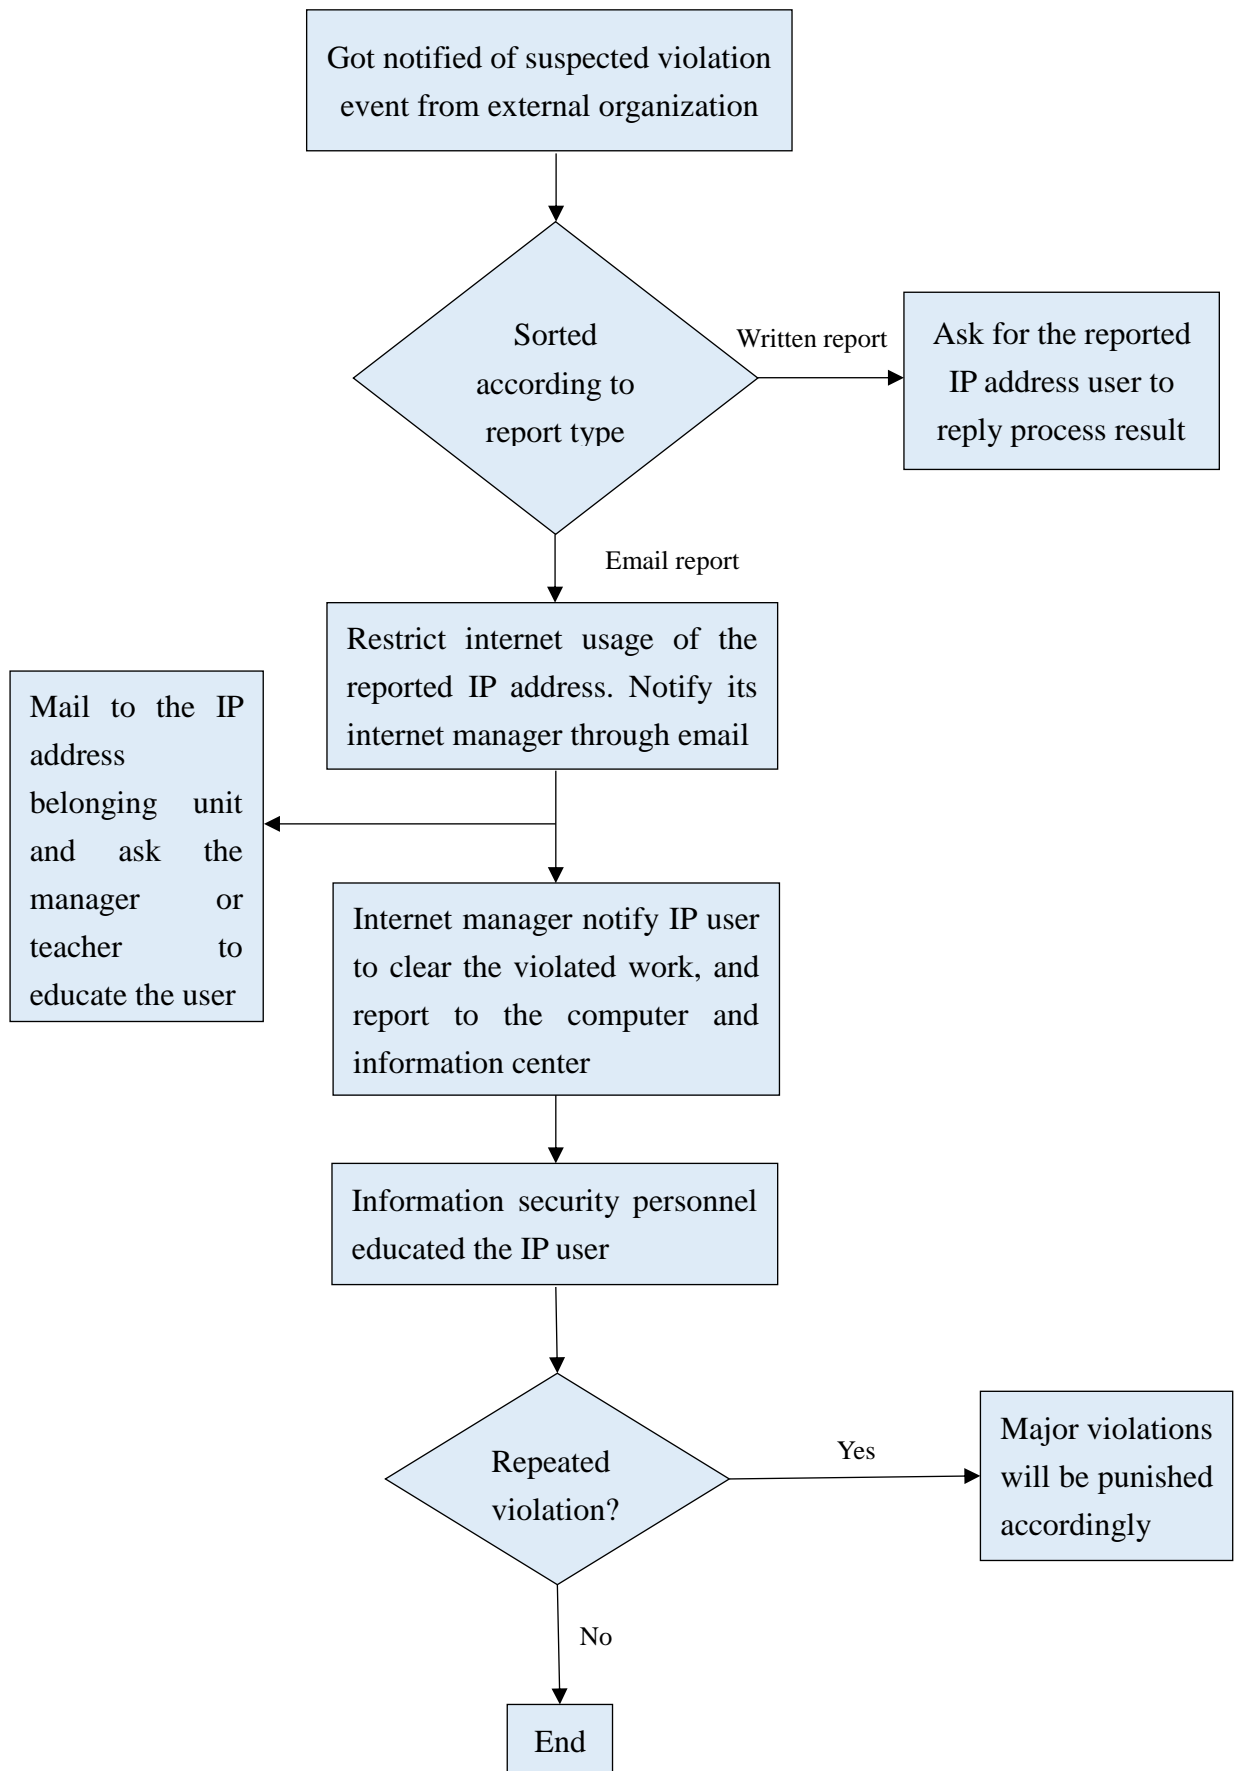 Got notified of suspected violation
event from external organization
Sorted
according to
report type
Written report
Ask for the reported
IP address user to
reply process result
Email report
Restrict internet usage of the
reported IP address. Notify its
internet manager through email
Mail to the IP
address
belonging unit
and ask the
manager or
teacher to
educate the user
Internet manager notify IP user
to clear the violated work, and
report to the computer and
information center
Information security personnel
educated the IP user
Repeated
violation?
Yes
Major violations
will be punished
accordingly
No
End